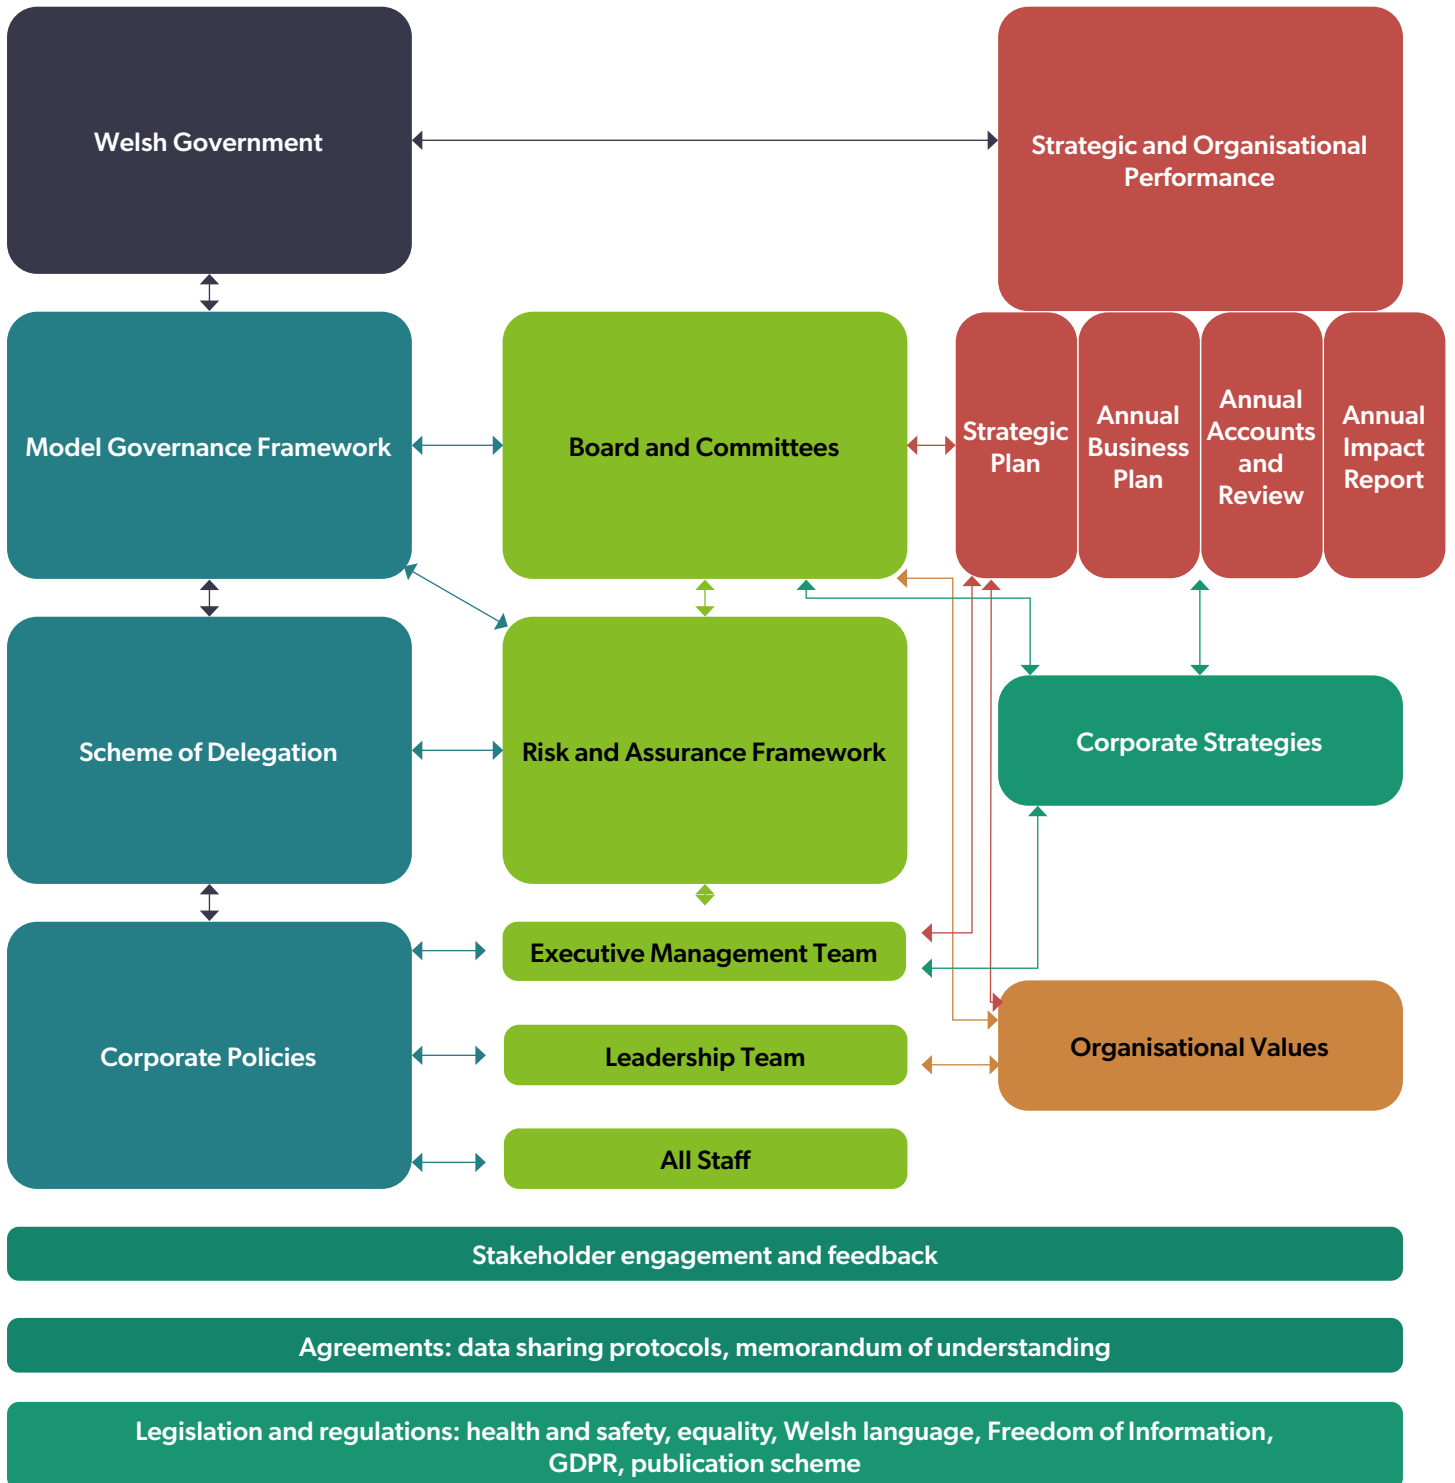 Welsh Government
Strategic and Organisational
Performance
Model Governance Framework
Board and Committees
Strategic
Plan
Annual
Business
Plan
Annual
Accounts
and
Review
Annual
Impact
Report
Scheme of Delegation
Risk and Assurance Framework
Corporate Strategies
Corporate Policies
Executive Management Team
Leadership Team
All Staff
Organisational Values
Stakeholder engagement and feedback
Agreements: data sharing protocols, memorandum of understanding
Legislation and regulations: health and safety, equality, Welsh language, Freedom of Information,
GDPR, publication scheme